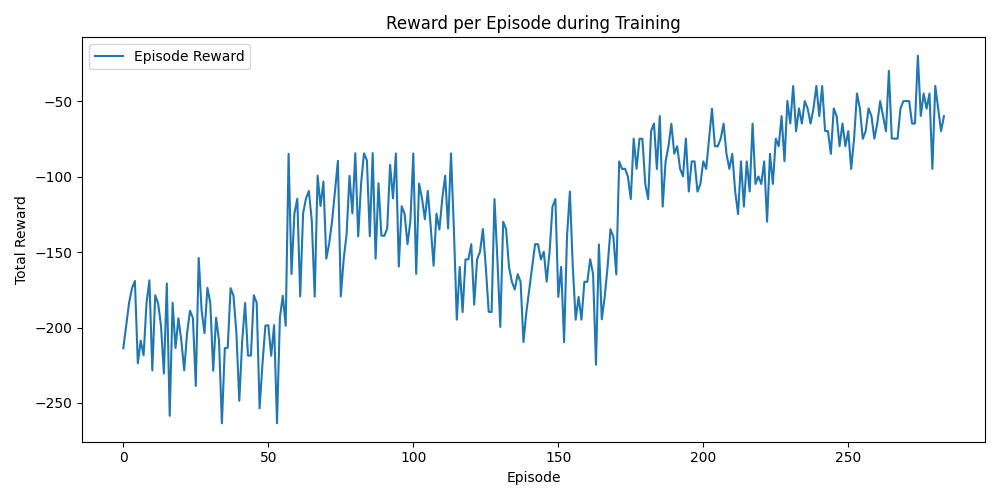 Reward per Episode during Training
Episode Reward
Total Reward
−50
−100
−150
−200
−250
0 50 100 150 200 250
Episode